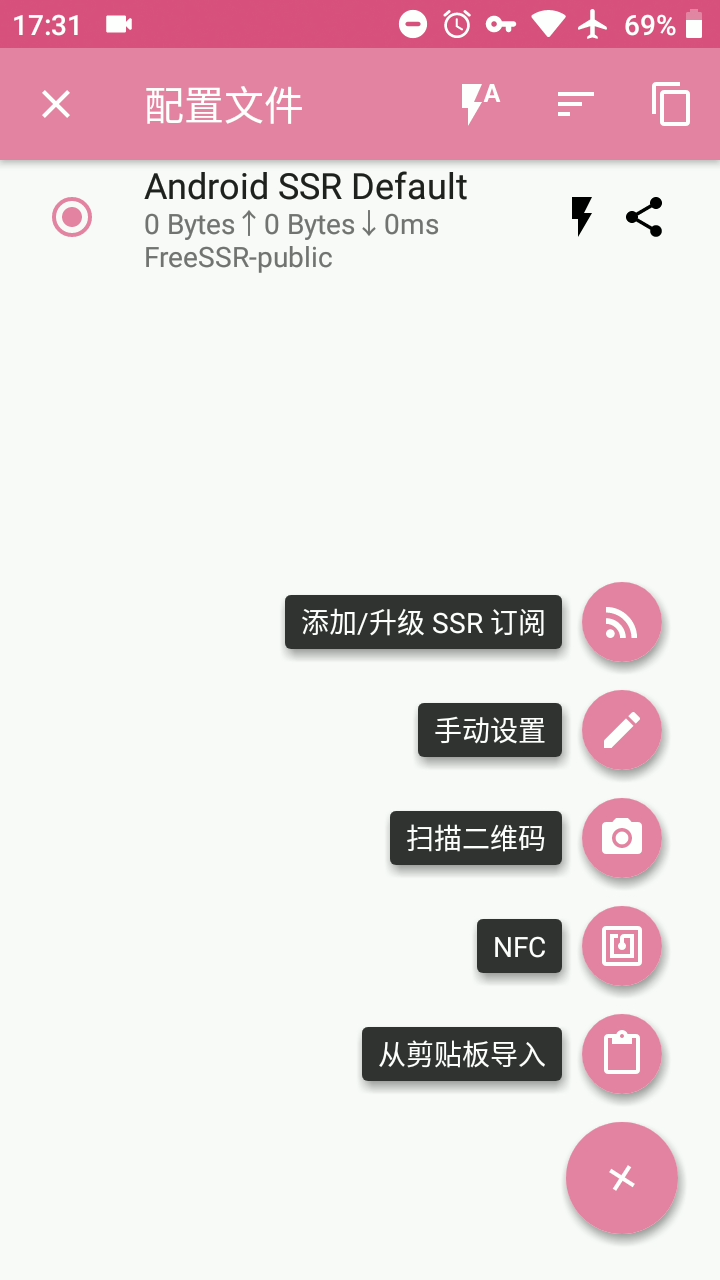 17:31
69%
配置文件
A
Android SSR Default
0 Bytes↑0 Bytes↓0ms
FreeSSR-public
添加/升级 SSR 订阅
手动设置
扫描二维码
NFC
从剪贴板导入